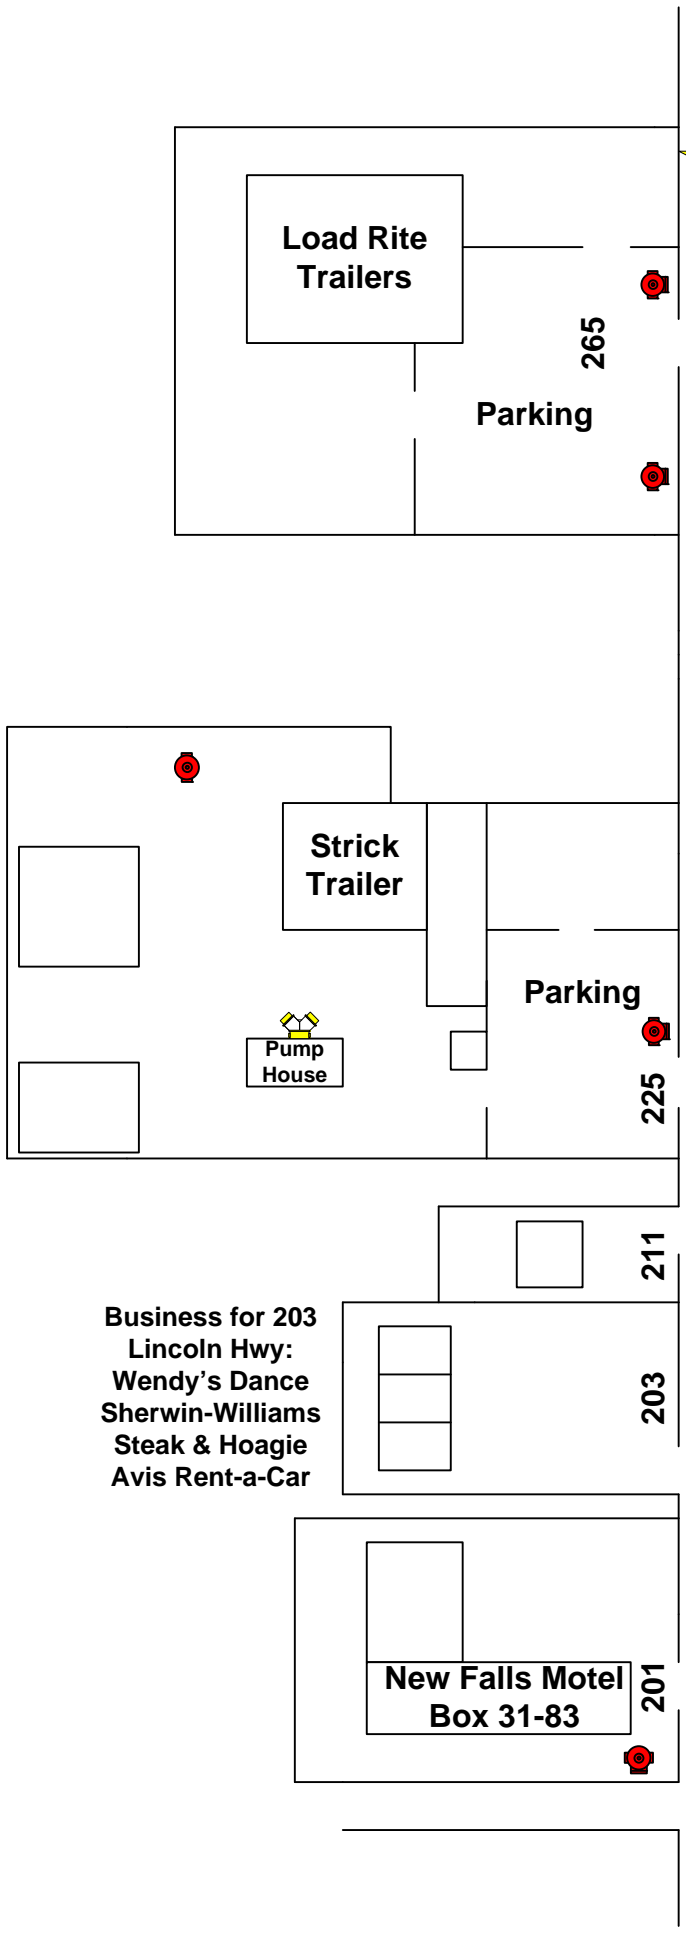 Load Rite
Trailers
265
Parking
Strick
Trailer
Parking
Pump
House
225
211
Business for 203
Lincoln Hwy:
Wendy’s Dance
Sherwin-Williams
Steak & Hoagie
Avis Rent-a-Car
203
New Falls Motel
Box 31-83
201